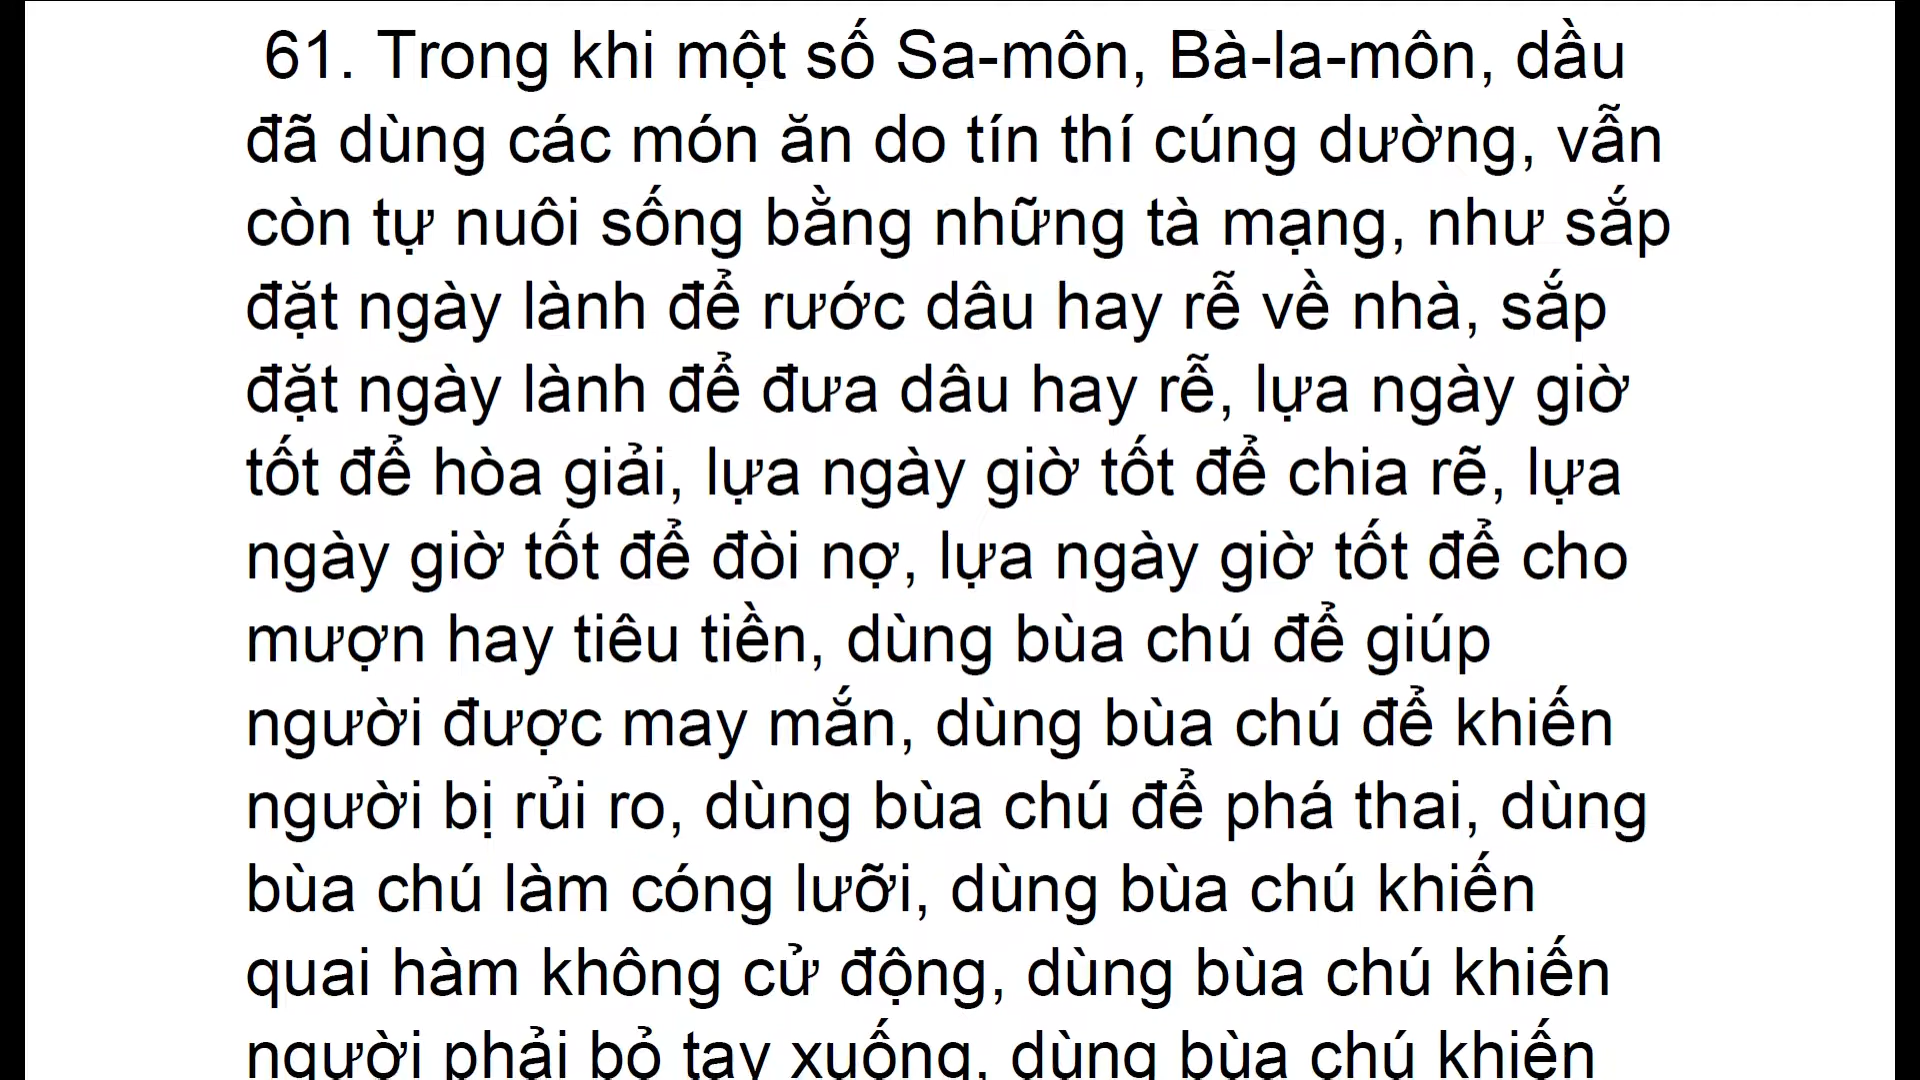 61. Trong khi một số Sa-môn, Bà-la-môn, dầu
đã dùng các món ăn do tín thí cúng dường, vẫn
còn tự nuôi sống bằng những tà mạng, như sắp
đặt ngày lành để rước dâu hay rễ về nhà, sắp
đặt ngày lành để đưa dâu hay rễ, lựa ngày giờ
tốt để hòa giải, lựa ngày giờ tốt để chia rẽ, lựa
ngày giờ tốt để đòi nợ, lựa ngày giờ tốt để cho
mượn hay tiêu tiền, dùng bùa chú để giúp
người được may mắn, dùng bùa chú để khiến
người bị rủi ro, dùng bùa chú để phá thai, dùng
bùa chú làm cóng lưỡi, dùng bùa chú khiến
quai hàm không cử động, dùng bùa chú khiến
người phải bỏ tay xuống, dùng bùa chú khiến